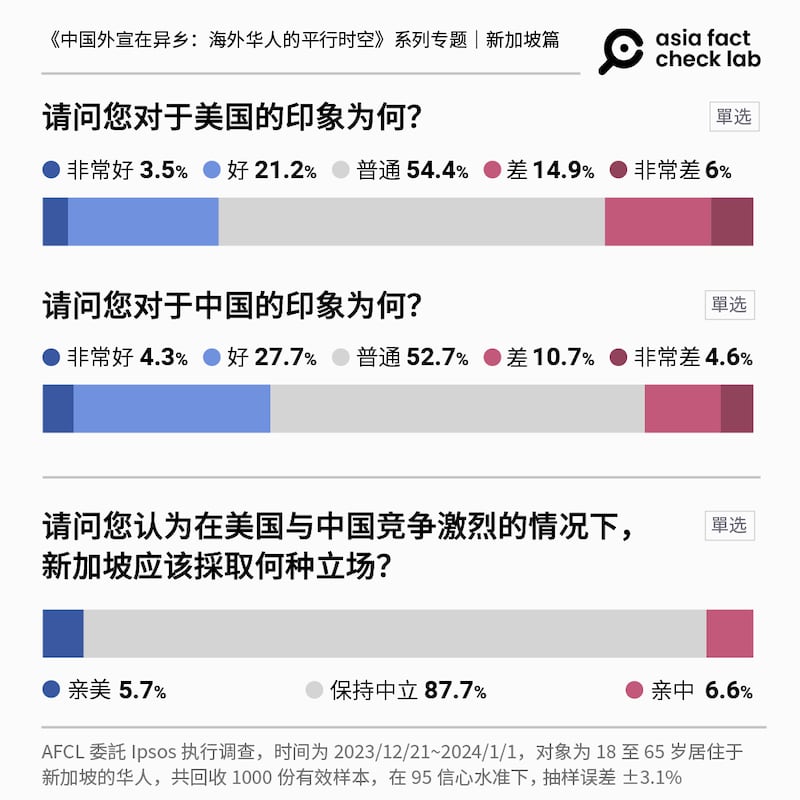 《中国外宣在异乡：海外华人的平行时空》系列专题｜新加坡篇
asia fact
check lab
请问您对于美国的印象为何？
單选
非常好 3.5% 好 21.2% 普通 54.4% 差 14.9% 非常差 6%
请问您对于中国的印象为何？
單选
非常好 4.3% 好 27.7% 普通 52.7% 差 10.7% 非常差 4.6%
请问您认为在美国与中国竞争激烈的情况下，
新加坡应该採取何种立场？
單选
亲美 5.7% 保持中立 87.7% 亲中 6.6%
AFCL 委託 Ipsos 执行调查，时间为 2023/12/21~2024/1/1，对象为 18 至 65 岁居住于
新加坡的华人，共回收 1000 份有效样本，在 95 信心水准下，抽样误差 ±3.1%